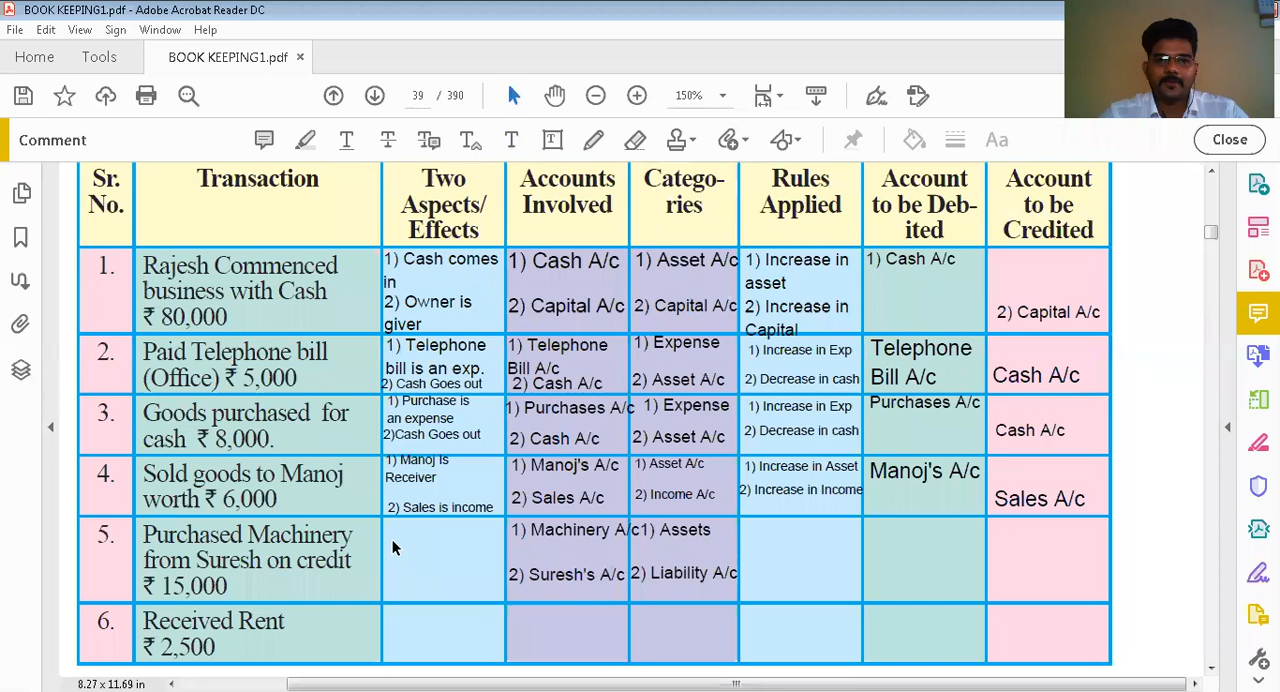 BOOK KEEPING1.pdf - Adobe Acrobat Reader DC
File Edit View Sign Window Help
Home Tools BOOK KEEPING1.pdf ×
39 / 390 150%
Comment Close
Sr. No.
Transaction
Two Aspects/ Effects
Accounts Involved
Catego-ries
Rules Applied
Account to be Deb-ited
Account to be Credited
1.
Rajesh Commenced
business with Cash
₹ 80,000
1) Cash comes
in
2) Owner is
giver
1) Cash A/c
2) Capital A/c
1) Asset A/c
2) Capital A/c
1) Increase in
asset
2) Increase in
Capital
1) Cash A/c
2) Capital A/c
2.
Paid Telephone bill
(Office) ₹ 5,000
1) Telephone
bill is an exp.
2) Cash Goes out
1) Telephone
Bill A/c
2) Cash A/c
1) Expense
2) Asset A/c
1) Increase in Exp
2) Decrease in cash
Telephone
Bill A/c
Cash A/c
3.
Goods purchased for
cash ₹ 8,000.
1) Purchase is
an expense
2)Cash Goes out
1) Purchases A/c
2) Cash A/c
1) Expense
2) Asset A/c
1) Increase in Exp
2) Decrease in cash
Purchases A/c
Cash A/c
4.
Sold goods to Manoj
worth ₹ 6,000
1) Manoj is
Receiver
2) Sales is income
1) Manoj's A/c
2) Sales A/c
1) Asset A/c
2) Income A/c
1) Increase in Asset
2) Increase in Income
Manoj's A/c
Sales A/c
5.
Purchased Machinery
from Suresh on credit
₹ 15,000
1) Machinery A/c
2) Suresh's A/c
1) Assets
2) Liability A/c
6.
Received Rent
₹ 2,500
8.27 x 11.69 in